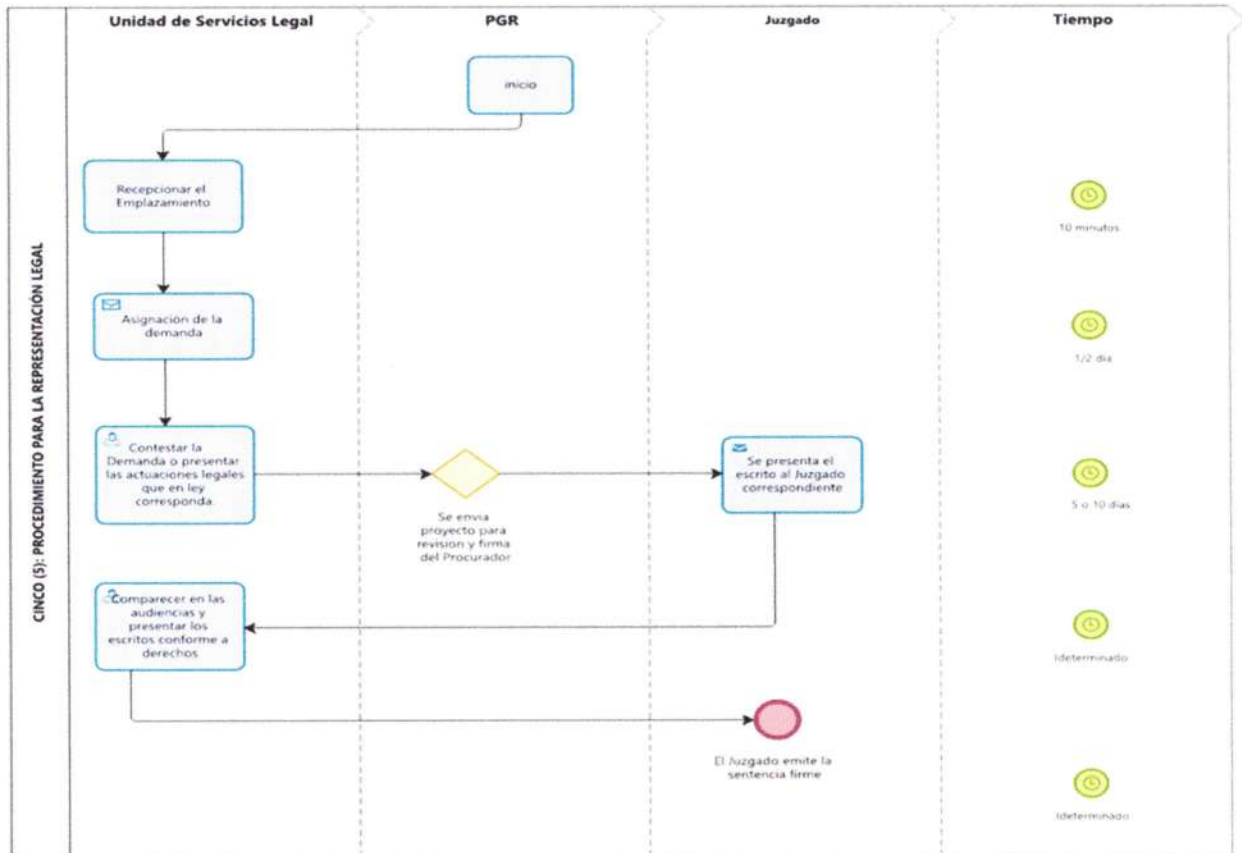 Unidad de Servicios Legal
PGR
Juzgado
Tiempo
CINCO (5): PROCEDIMIENTO PARA LA REPRESENTACIÓN LEGAL
inicio
Recepcionar el
Emplazamiento
10 minutos
Asignación de la
demanda
1/2 dia
Contestar la
Demanda o presentar
las actuaciones legales
que en ley
corresponda.
Se envia
proyecto para
revision y firma
del Procurador
Se presenta el
escrito al Juzgado
correspondiente
5 o 10 días
Comparecer en las
audiencias y
presentar los
escritos conforme a
derechos
Ideterminado
El Juzgado emite la
sentencia firme
Ideterminado